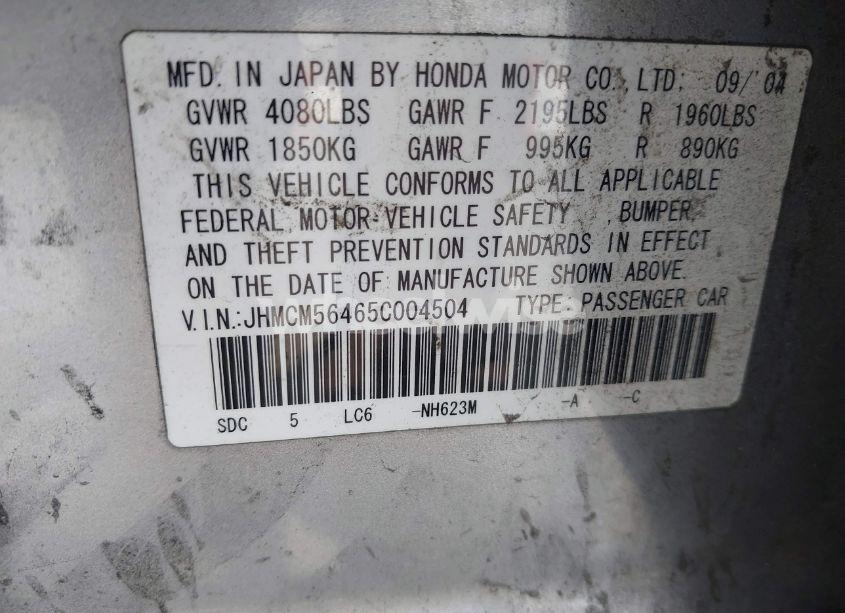 MFD. IN JAPAN BY HONDA MOTOR CO.,LTD. 09/'04
GVWR 4080LBS GAWR F 2195LBS R 1960LBS
GVWR 1850KG GAWR F 995KG R 890KG
THIS VEHICLE CONFORMS TO ALL APPLICABLE
FEDERAL MOTOR VEHICLE SAFETY , BUMPER,
AND THEFT PREVENTION STANDARDS IN EFFECT
ON THE DATE OF MANUFACTURE SHOWN ABOVE.
V.I.N.:JHMCM56465C004504 TYPE: PASSENGER CAR
SDC 5 LC6 -NH623M -A -C